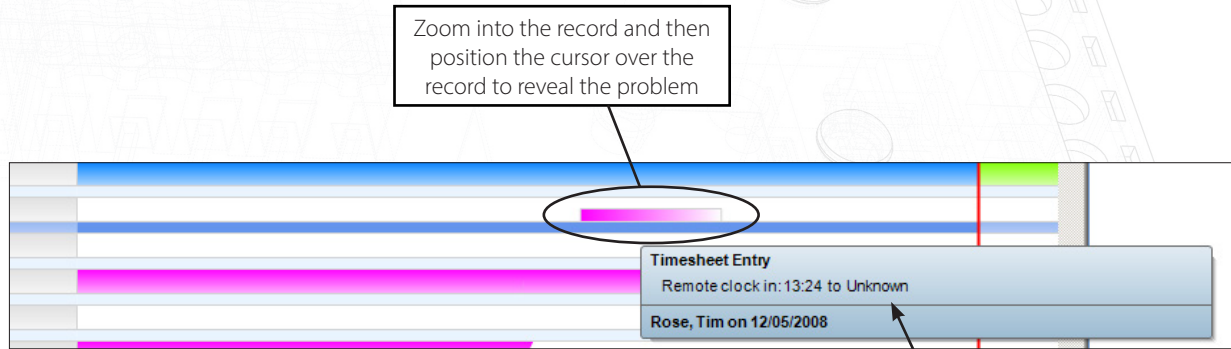 Zoom into the record and then
position the cursor over the
record to reveal the problem
Timesheet Entry
Remote clock in: 13:24 to Unknown
Rose, Tim on 12/05/2008